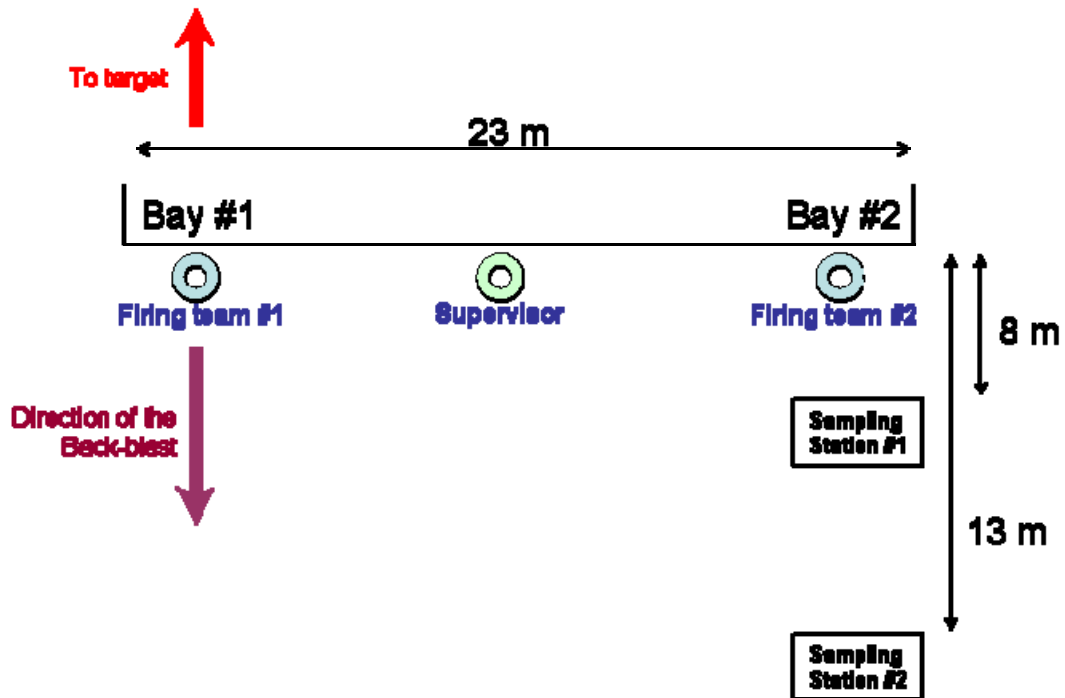 To target
23 m
Bay #1
Bay #2
Firing team #1
Supervisor
Firing team #2
8 m
Direction of the
Back-blast
Sampling
Station #1
13 m
Sampling
Station #2